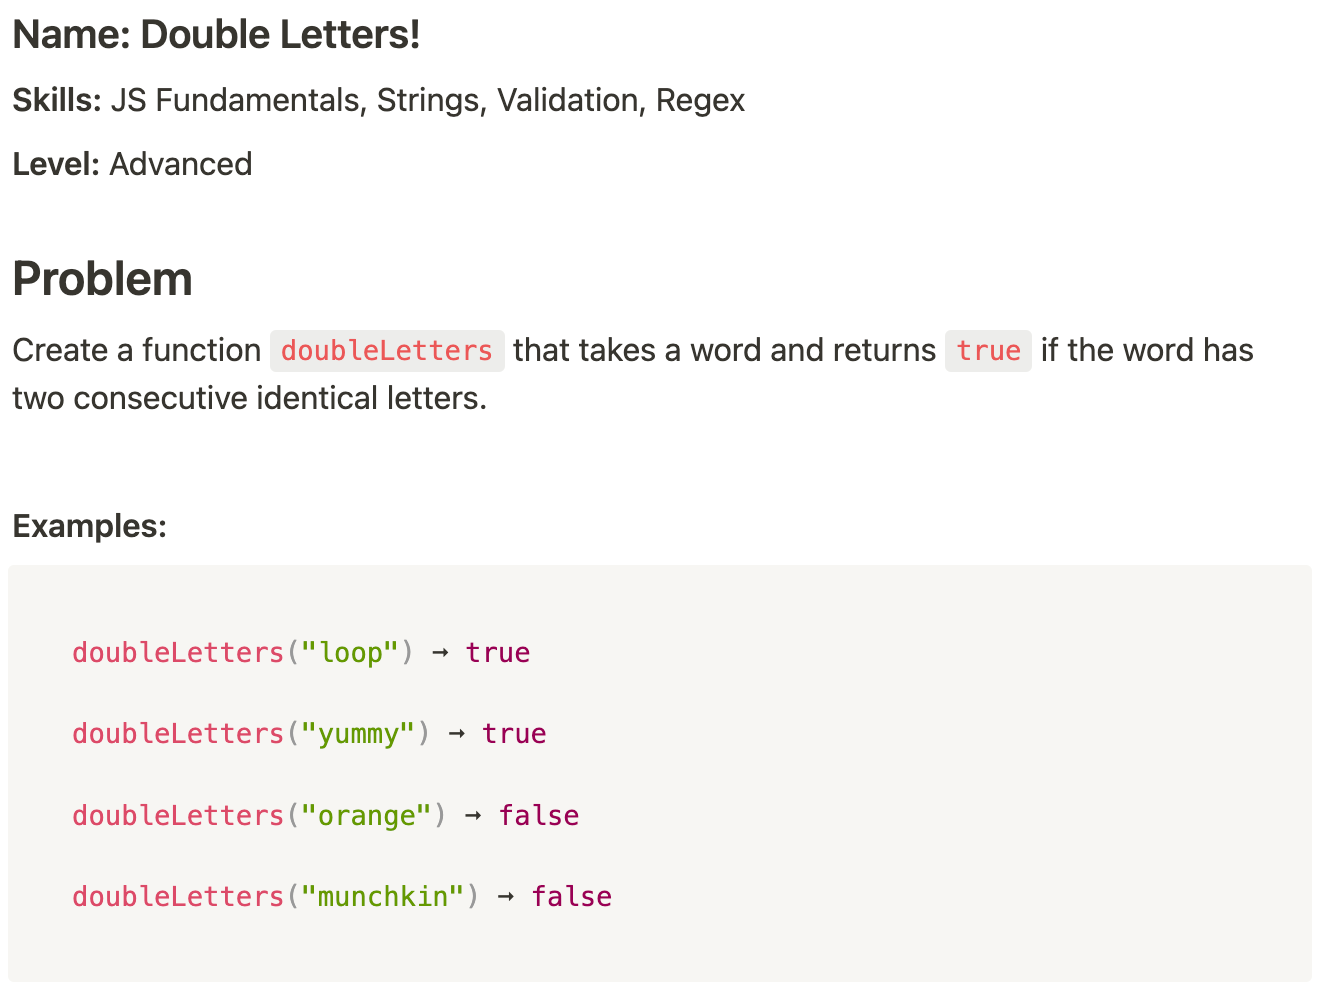 Name: Double Letters!
Skills: JS Fundamentals, Strings, Validation, Regex
Level: Advanced
Problem
Create a function doubleLetters that takes a word and returns true if the word has
two consecutive identical letters.
Examples:
doubleLetters("loop") → true
doubleLetters("yummy") → true
doubleLetters("orange") → false
doubleLetters("munchkin") → false